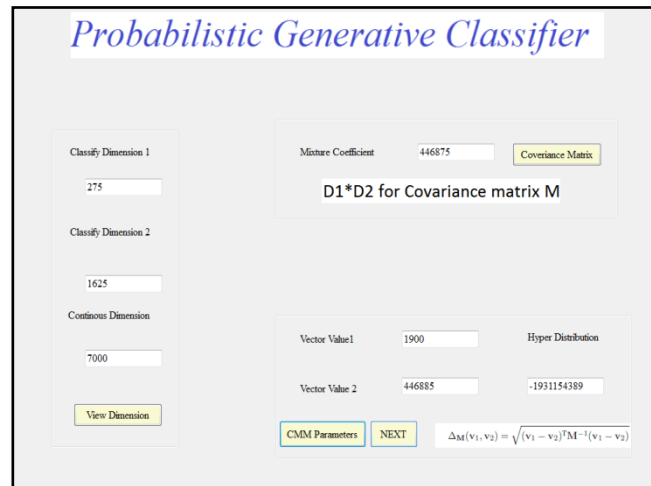 Probabilistic Generative Classifier
Classify Dimension 1
275
Classify Dimension 2
1625
Continous Dimension
7000
View Dimension
Mixture Coefficient
446875
Coveriance Matrix
D1*D2 for Covariance matrix M
Vector Value1
1900
Hyper Distribution
Vector Value 2
446885
-1931154389
CMM Parameters
NEXT
Δ_M(v₁, v₂) = √((v₁ − v₂)ᵀM⁻¹(v₁ − v₂))